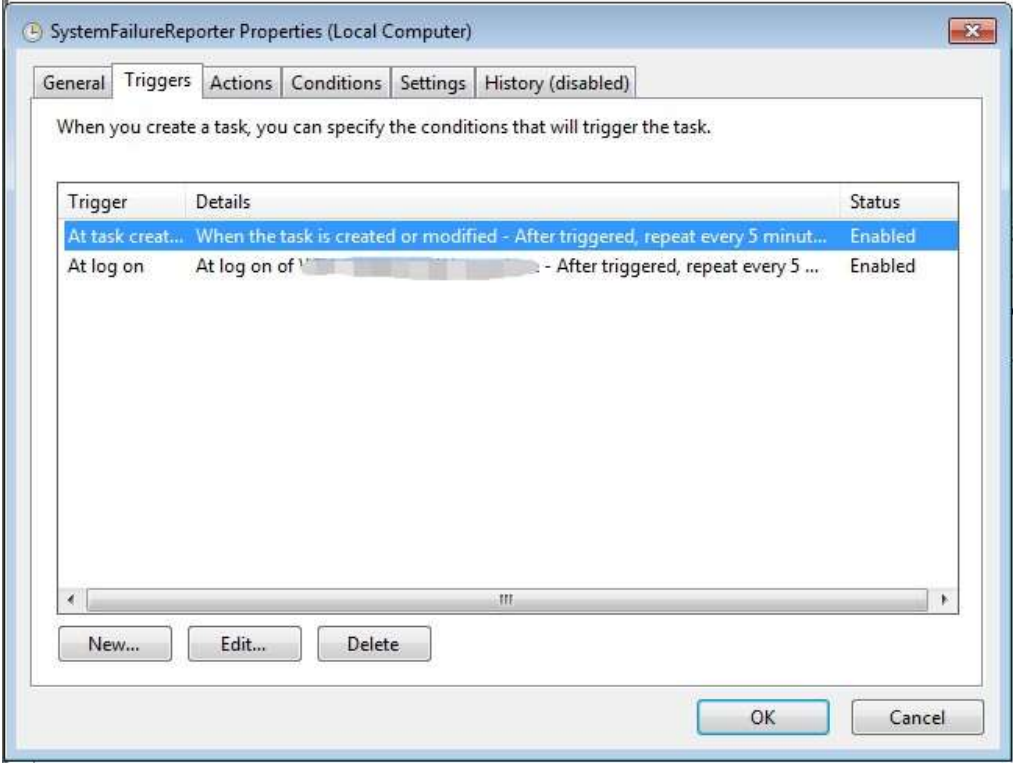 SystemFailureReporter Properties (Local Computer)
General Triggers Actions Conditions Settings History (disabled)
When you create a task, you can specify the conditions that will trigger the task.
Trigger Details Status
At task creat... When the task is created or modified - After triggered, repeat every 5 minut... Enabled
At log on At log on of - After triggered, repeat every 5 ... Enabled
New... Edit... Delete
OK Cancel